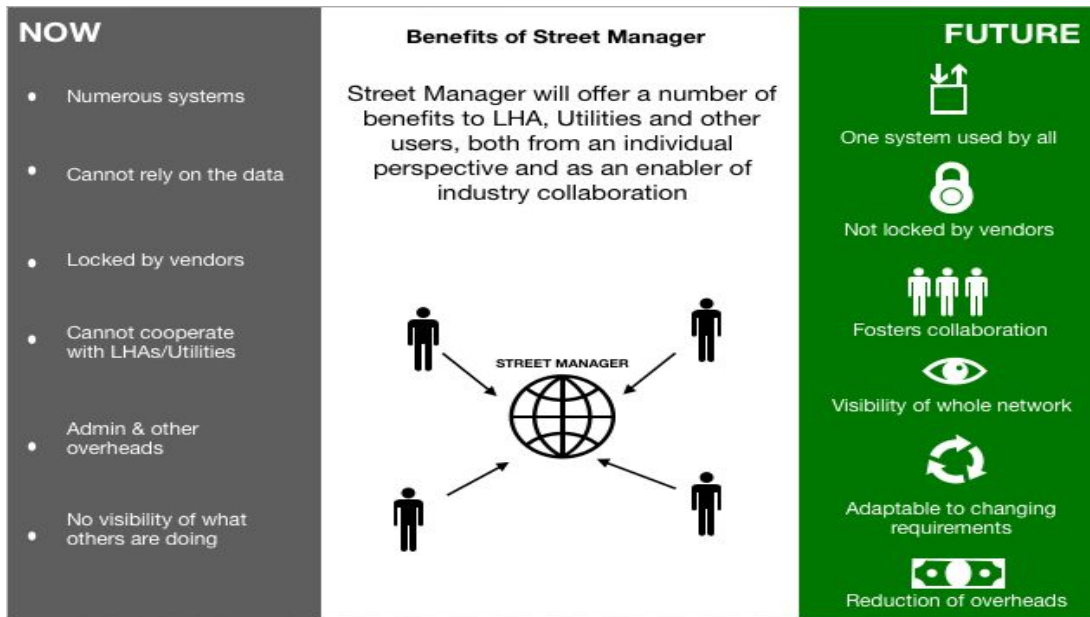 NOW
Numerous systems
Cannot rely on the data
Locked by vendors
Cannot cooperate
with LHAs/Utilities
Admin & other
overheads
No visibility of what
others are doing
Benefits of Street Manager
Street Manager will offer a number of
benefits to LHA, Utilities and other
users, both from an individual
perspective and as an enabler of
industry collaboration
STREET MANAGER
FUTURE
One system used by all
Not locked by vendors
Fosters collaboration
Visibility of whole network
Adaptable to changing
requirements
Reduction of overheads